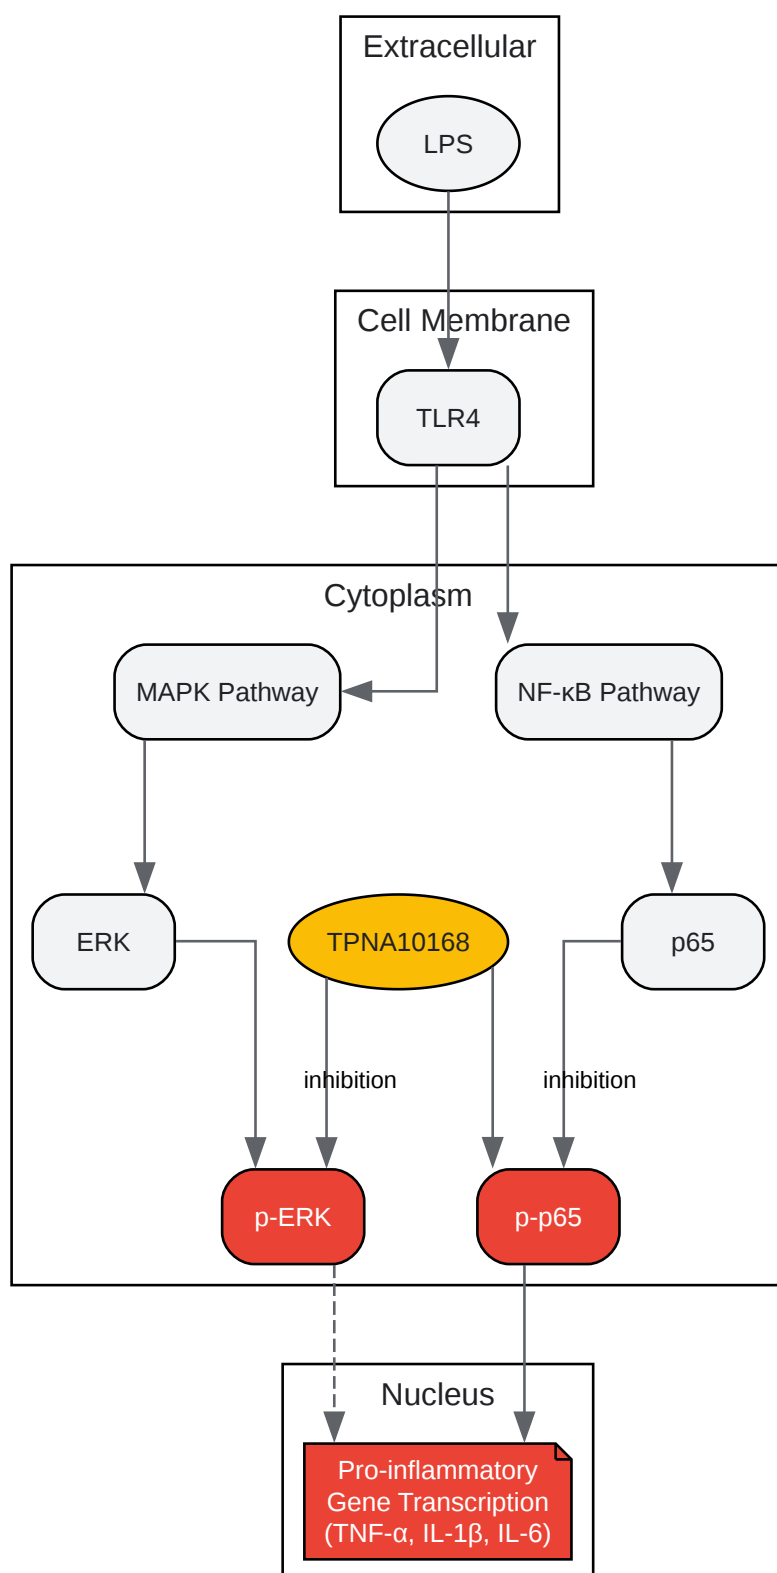 Extracellular
LPS
Cell Membrane
TLR4
Cytoplasm
MAPK Pathway
NF-κB Pathway
ERK
TPNA10168
p65
inhibition
inhibition
p-ERK
p-p65
Nucleus
Pro-inflammatory
Gene Transcription
(TNF-α, IL-1β, IL-6)